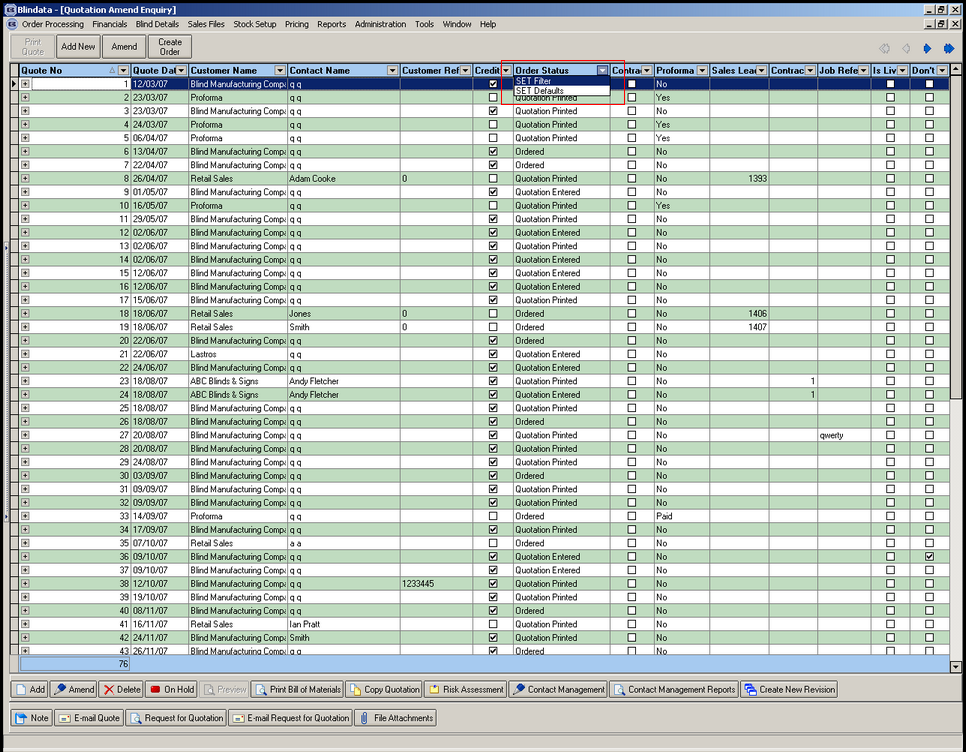 Blindata - [Quotation Amend Enquiry]
Order Processing Financials Blind Details Sales Files Stock Setup Pricing Reports Administration Tools Window Help
Print Quote Add New Amend Create Order
Quote No Quote Dat Customer Name Contact Name Customer Ref Credit Order Status Contra Proforma Sales Lea Contrac Job Refe Is Liv Don't
SET Filter
SET Defaults
1 12/03/07 Blind Manufacturing Compa q q No
2 23/03/07 Proforma q q Quotation Printed Yes
3 23/03/07 Blind Manufacturing Compa q q Quotation Printed No
4 24/03/07 Proforma q q Quotation Printed Yes
5 06/04/07 Proforma q q Quotation Printed Yes
6 13/04/07 Blind Manufacturing Compa q q Ordered No
7 22/04/07 Blind Manufacturing Compa q q Ordered No
8 26/04/07 Retail Sales Adam Cooke 0 Quotation Printed No 1393
9 01/05/07 Blind Manufacturing Compa q q Quotation Entered No
10 16/05/07 Proforma q q Quotation Printed Yes
11 29/05/07 Blind Manufacturing Compa q q Quotation Printed No
12 02/06/07 Blind Manufacturing Compa q q Quotation Entered No
13 02/06/07 Blind Manufacturing Compa q q Quotation Printed No
14 02/06/07 Blind Manufacturing Compa q q Quotation Entered No
15 12/06/07 Blind Manufacturing Compa q q Quotation Entered No
16 12/06/07 Blind Manufacturing Compa q q Quotation Entered No
17 15/06/07 Blind Manufacturing Compa q q Quotation Printed No
18 18/06/07 Retail Sales Jones 0 Ordered No 1406
19 18/06/07 Retail Sales Smith 0 Ordered No 1407
20 22/06/07 Blind Manufacturing Compa q q Ordered No
21 22/06/07 Lastros q q Quotation Entered No
22 24/06/07 Blind Manufacturing Compa q q Quotation Entered No
23 18/08/07 ABC Blinds & Signs Andy Fletcher Quotation Printed No 1
24 18/08/07 ABC Blinds & Signs Andy Fletcher Quotation Entered No 1
25 18/08/07 Blind Manufacturing Compa q q Quotation Printed No
26 18/08/07 Blind Manufacturing Compa q q Ordered No
27 20/08/07 Blind Manufacturing Compa q q Quotation Printed No qwerty
28 20/08/07 Blind Manufacturing Compa q q Quotation Printed No
29 24/08/07 Blind Manufacturing Compa q q Quotation Printed No
30 03/09/07 Blind Manufacturing Compa q q Ordered No
31 09/09/07 Blind Manufacturing Compa q q Quotation Printed No
32 09/09/07 Blind Manufacturing Compa q q Quotation Printed No
33 14/09/07 Proforma q q Ordered Paid
34 17/09/07 Blind Manufacturing Compa q q Quotation Printed No
35 07/10/07 Retail Sales a a Ordered No
36 09/10/07 Blind Manufacturing Compa q q Quotation Entered No
37 09/10/07 Blind Manufacturing Compa q q Quotation Entered No
38 12/10/07 Blind Manufacturing Compa q q 1233445 Quotation Printed No
39 19/10/07 Blind Manufacturing Compa q q Quotation Printed No
40 08/11/07 Blind Manufacturing Compa q q Ordered No
41 16/11/07 Retail Sales Ian Pratt Quotation Printed No
42 24/11/07 Blind Manufacturing Compa Smith Quotation Printed No
43 26/11/07 Blind Manufacturing Compa q q Ordered No
76
Add Amend Delete On Hold Preview Print Bill of Materials Copy Quotation Risk Assessment Contact Management Contact Management Reports Create New Revision
Note E-mail Quote Request for Quotation E-mail Request for Quotation File Attachments